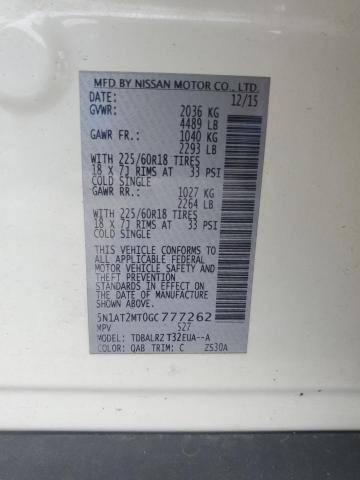 MFD BY NISSAN MOTOR CO., LTD.
DATE: 12/15
GVWR: 2036 KG
4489 LB
GAWR FR.: 1040 KG
2293 LB
WITH 225/60R18 TIRES
18 X 7J RIMS AT 33 PSI
COLD SINGLE
GAWR RR.: 1027 KG
2264 LB
WITH 225/60R18 TIRES
18 X 7J RIMS AT 33 PSI
COLD SINGLE
THIS VEHICLE CONFORMS TO
ALL APPLICABLE FEDERAL
MOTOR VEHICLE SAFETY
AND THEFT PREVENTION
STANDARDS IN EFFECT ON
THE DATE OF MANUFACTURE
SHOWN ABOVE.
5N1AT2MT0GC777262
MPV S27
MODEL: TDBALRZ T32EUA--A
COLOR: QAB TRIM: C ZS30A